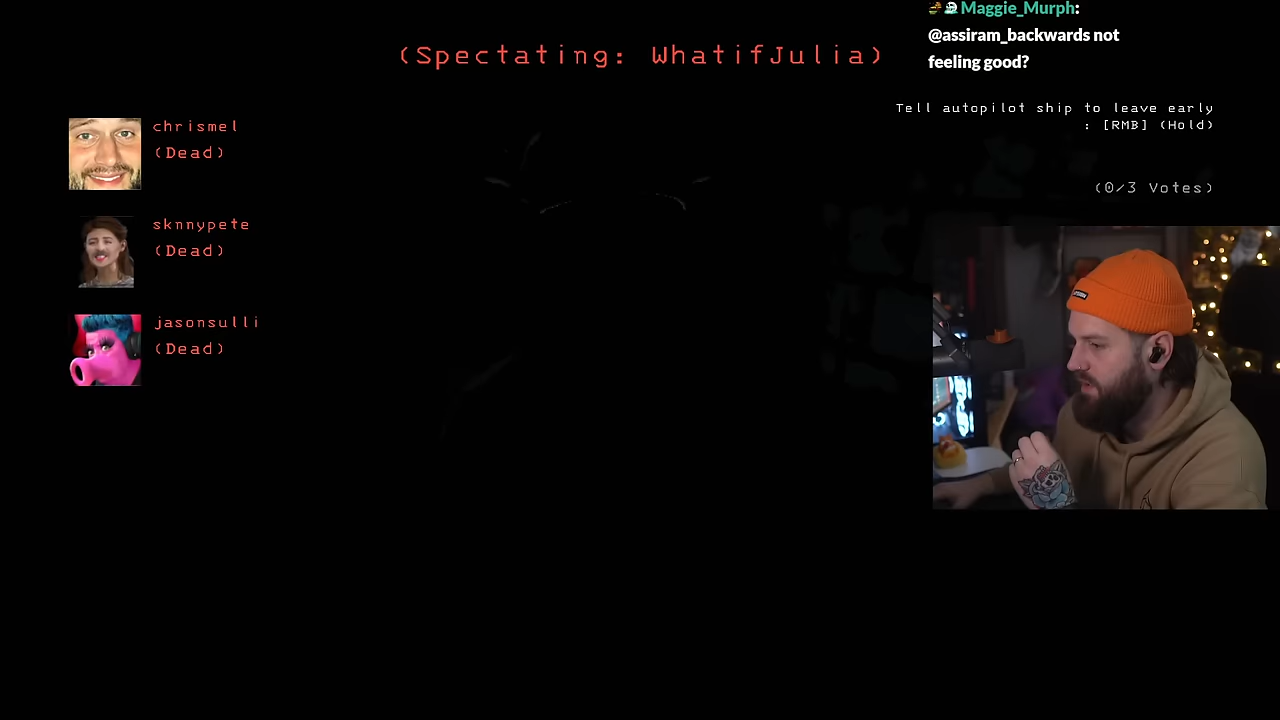 Maggie_Murph:
@assiram_backwards not
feeling good?
(Spectating: WhatifJulia)
Tell autopilot ship to leave early
: [RMB] (Hold)
(0/3 Votes)
chrismel
(Dead)
sknnypete
(Dead)
jasonsulli
(Dead)